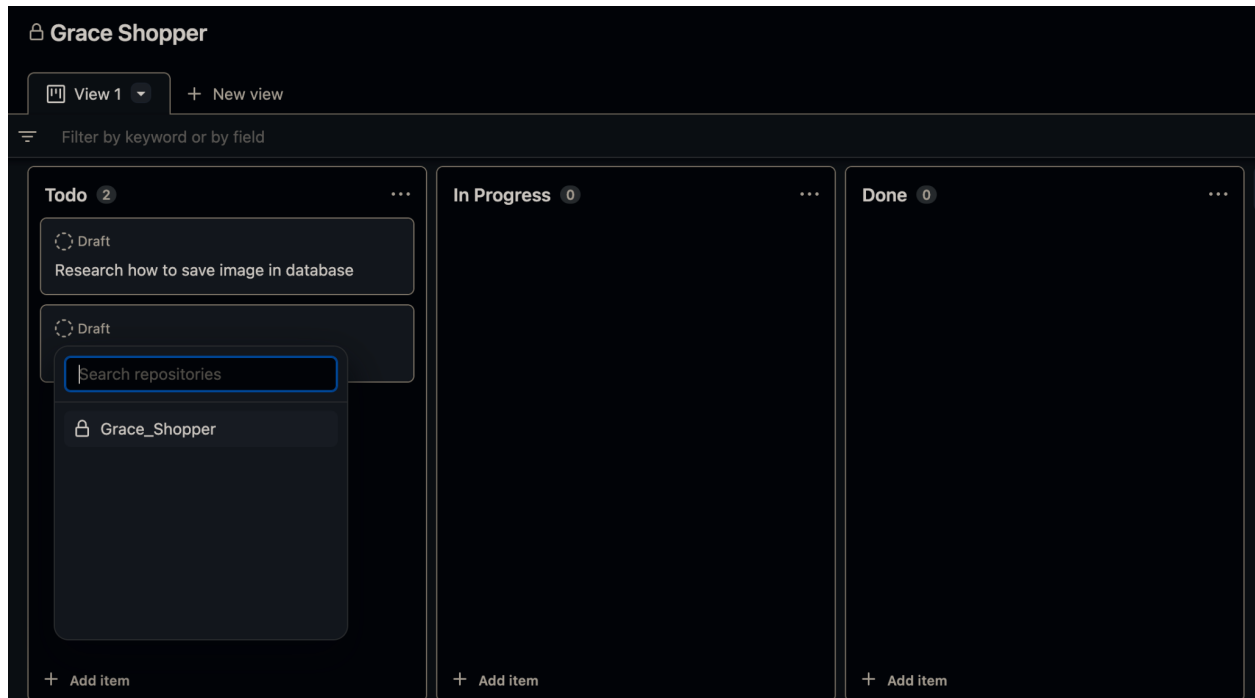 Grace Shopper
View 1
New view
Filter by keyword or by field
Todo 2
Draft
Research how to save image in database
Draft
Search repositories
Grace_Shopper
Add item
In Progress 0
Add item
Done 0
Add item